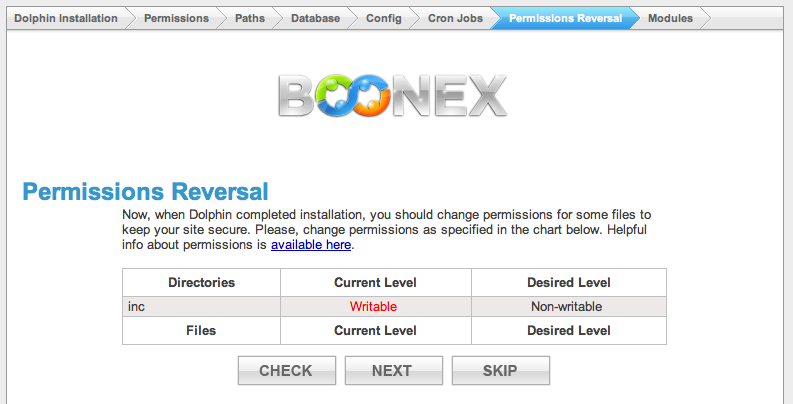 Dolphin Installation Permissions Paths Database Config Cron Jobs Permissions Reversal Modules
BOONEX
Permissions Reversal
Now, when Dolphin completed installation, you should change permissions for some files to
keep your site secure. Please, change permissions as specified in the chart below. Helpful
info about permissions is available here.
Directories Current Level Desired Level
inc Writable Non-writable
Files Current Level Desired Level
CHECK NEXT SKIP